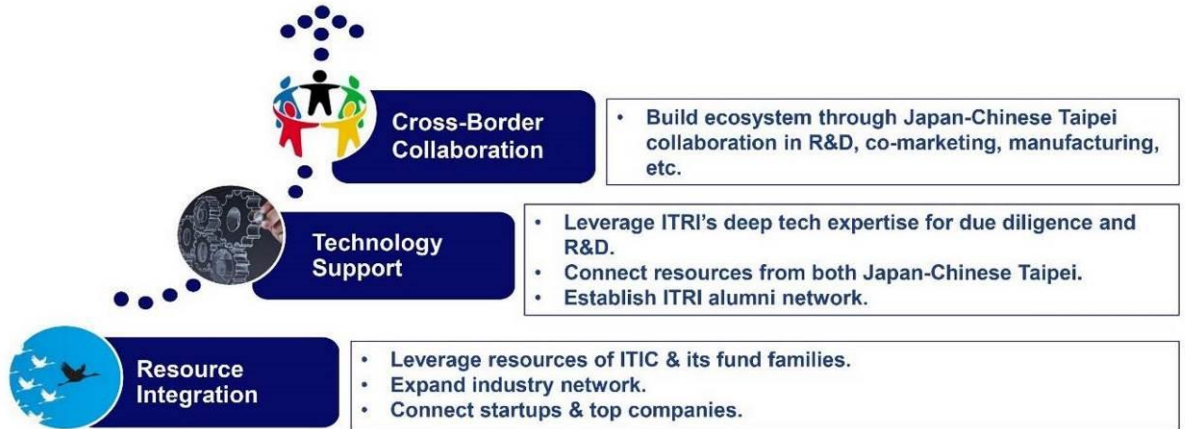 Cross-Border
Collaboration
• Build ecosystem through Japan-Chinese Taipei
collaboration in R&D, co-marketing, manufacturing,
etc.
Technology
Support
• Leverage ITRI's deep tech expertise for due diligence and
R&D.
• Connect resources from both Japan-Chinese Taipei.
• Establish ITRI alumni network.
Resource
Integration
• Leverage resources of ITIC & its fund families.
• Expand industry network.
• Connect startups & top companies.